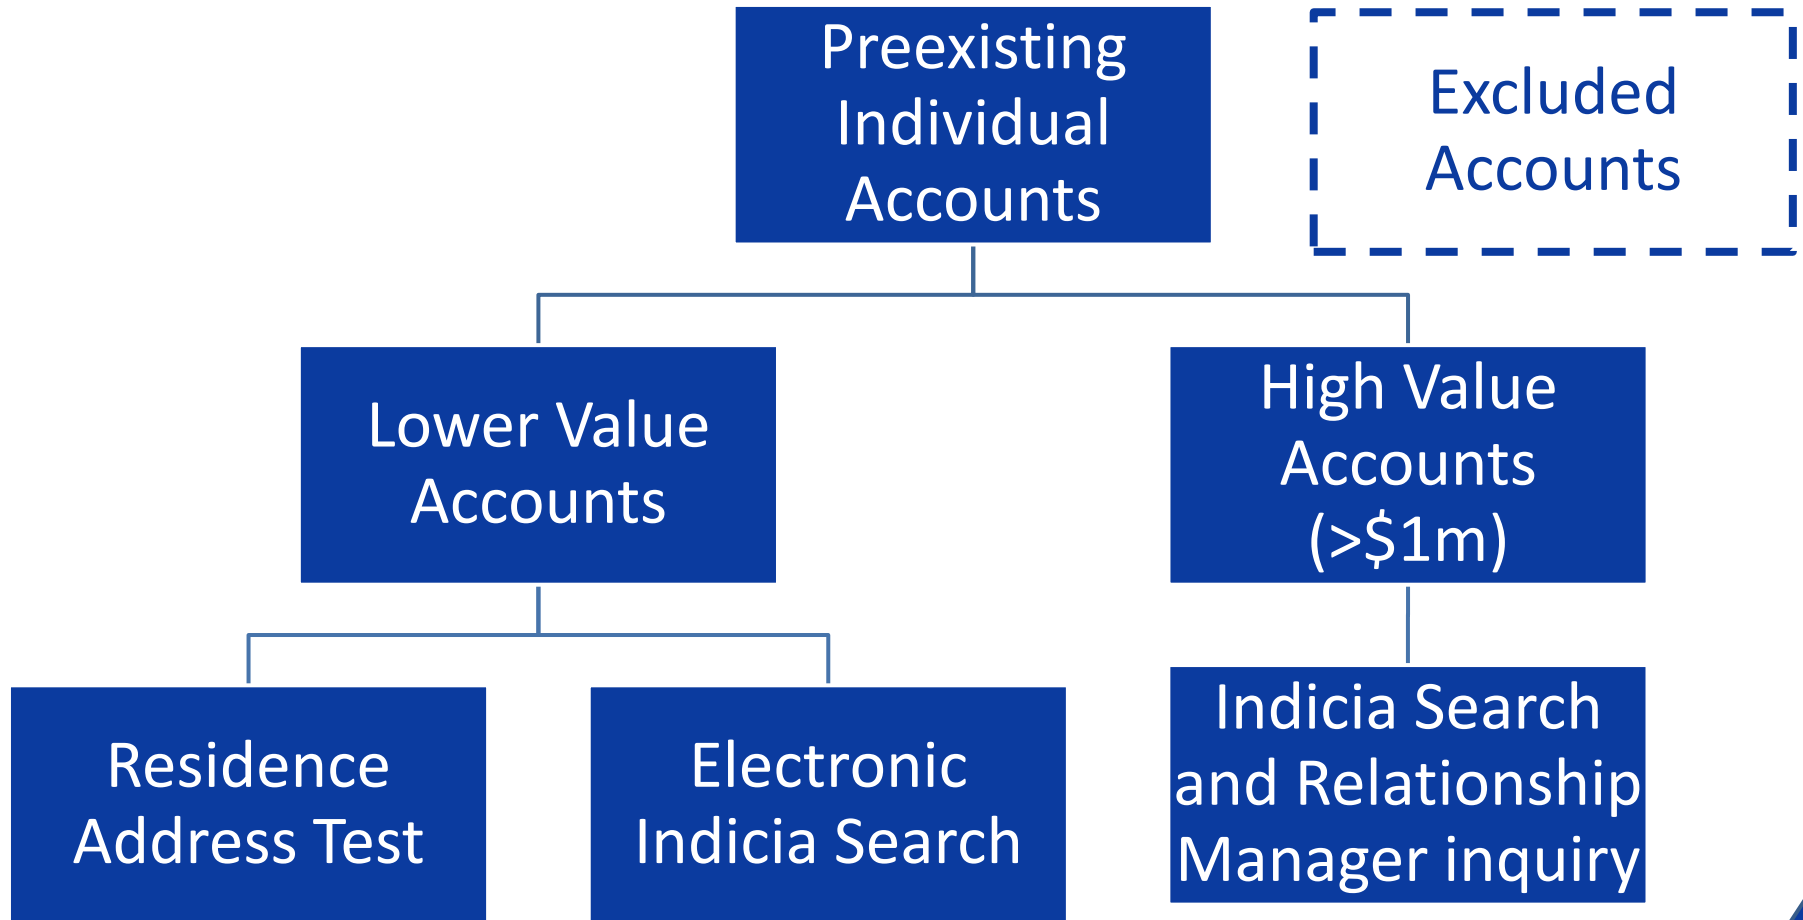 Preexisting
Individual
Accounts
Excluded
Accounts
Lower Value
Accounts
High Value
Accounts
(>$1m)
Residence
Address Test
Electronic
Indicia Search
Indicia Search
and Relationship
Manager inquiry